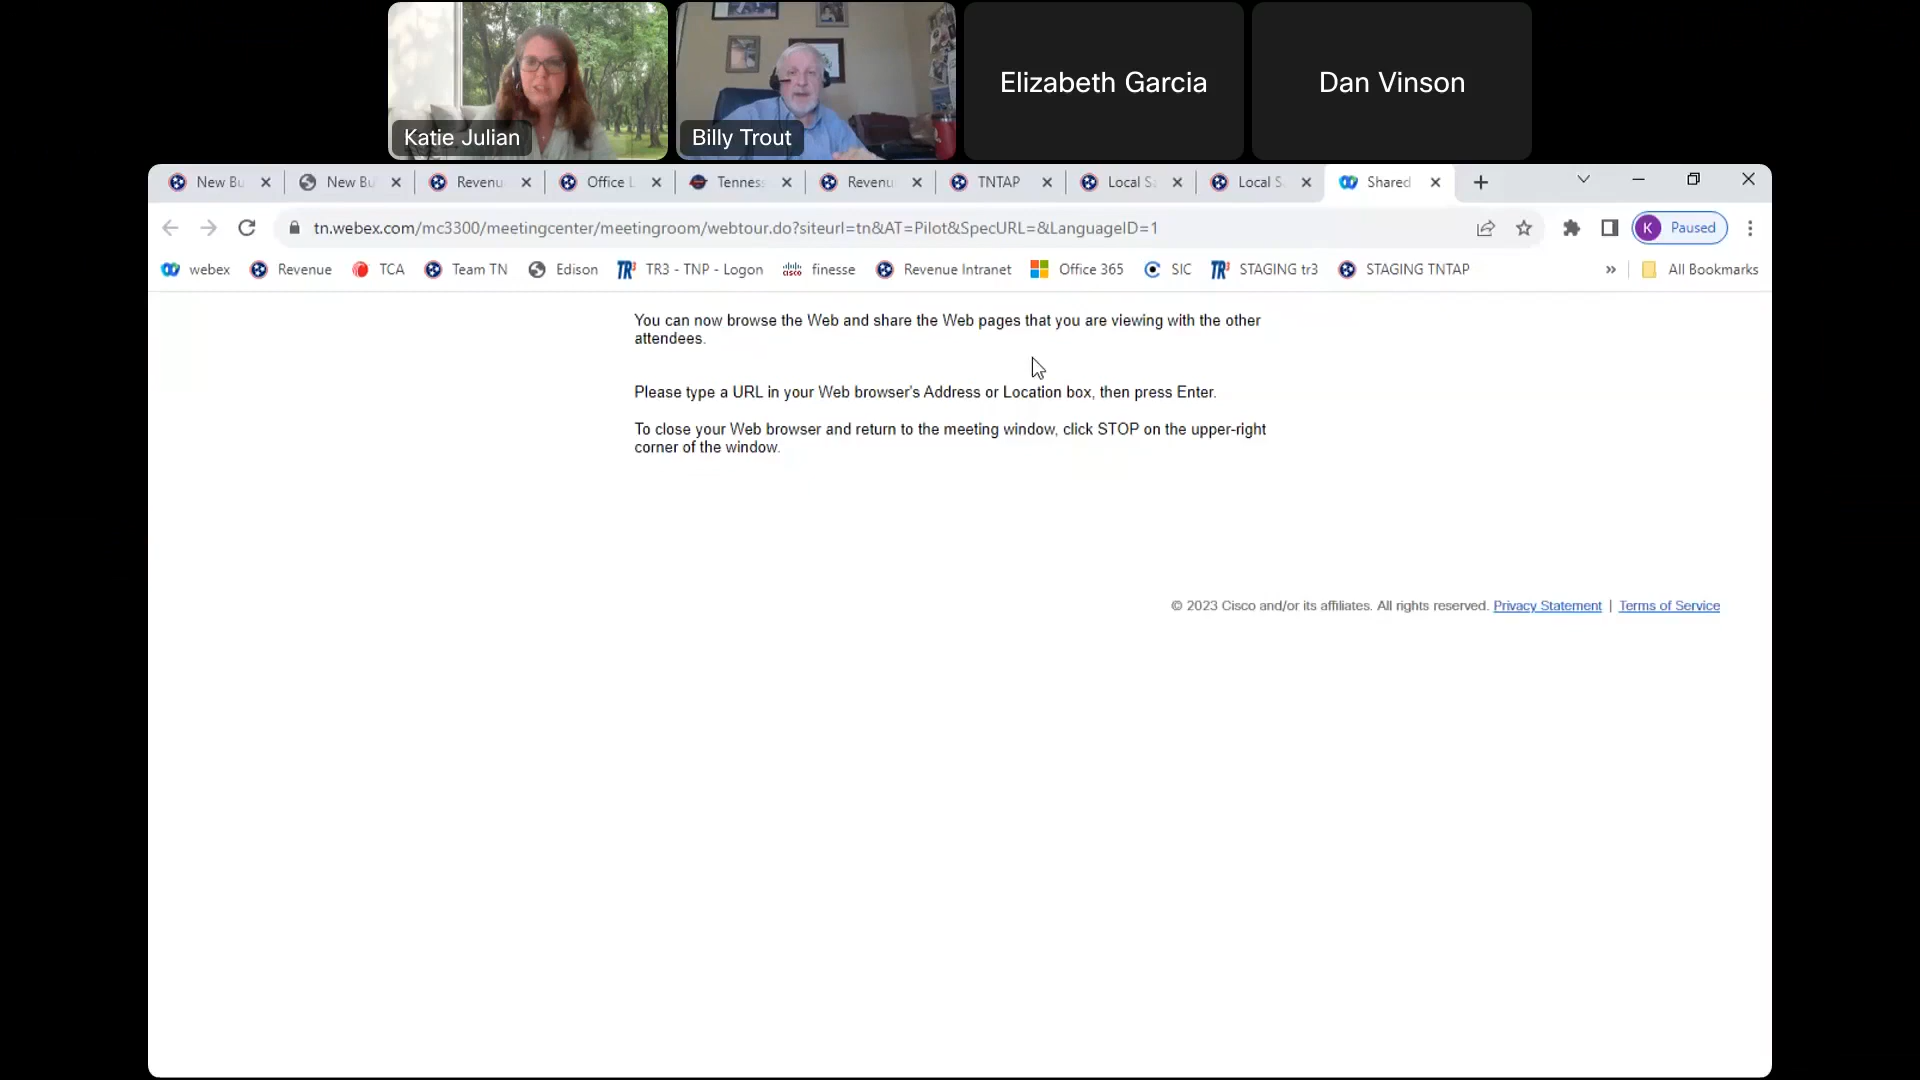 Elizabeth Garcia
Dan Vinson
Katie Julian
Billy Trout
New Bu
New Bu
Revenu
Office L
Tennes
Revenu
TNTAP
Local S
Local S
Shared
tn.webex.com/mc3300/meetingcenter/meetingroom/webtour.do?siteurl=tn&AT=Pilot&SpecURL=&LanguageID=1
K Paused
webex
Revenue
TCA
Team TN
Edison
TR3 - TNP - Logon
cisco finesse
Revenue Intranet
Office 365
SIC
STAGING tr3
STAGING TNTAP
» All Bookmarks
You can now browse the Web and share the Web pages that you are viewing with the other
attendees.
Please type a URL in your Web browser's Address or Location box, then press Enter.
To close your Web browser and return to the meeting window, click STOP on the upper-right
corner of the window.
© 2023 Cisco and/or its affiliates. All rights reserved. Privacy Statement | Terms of Service